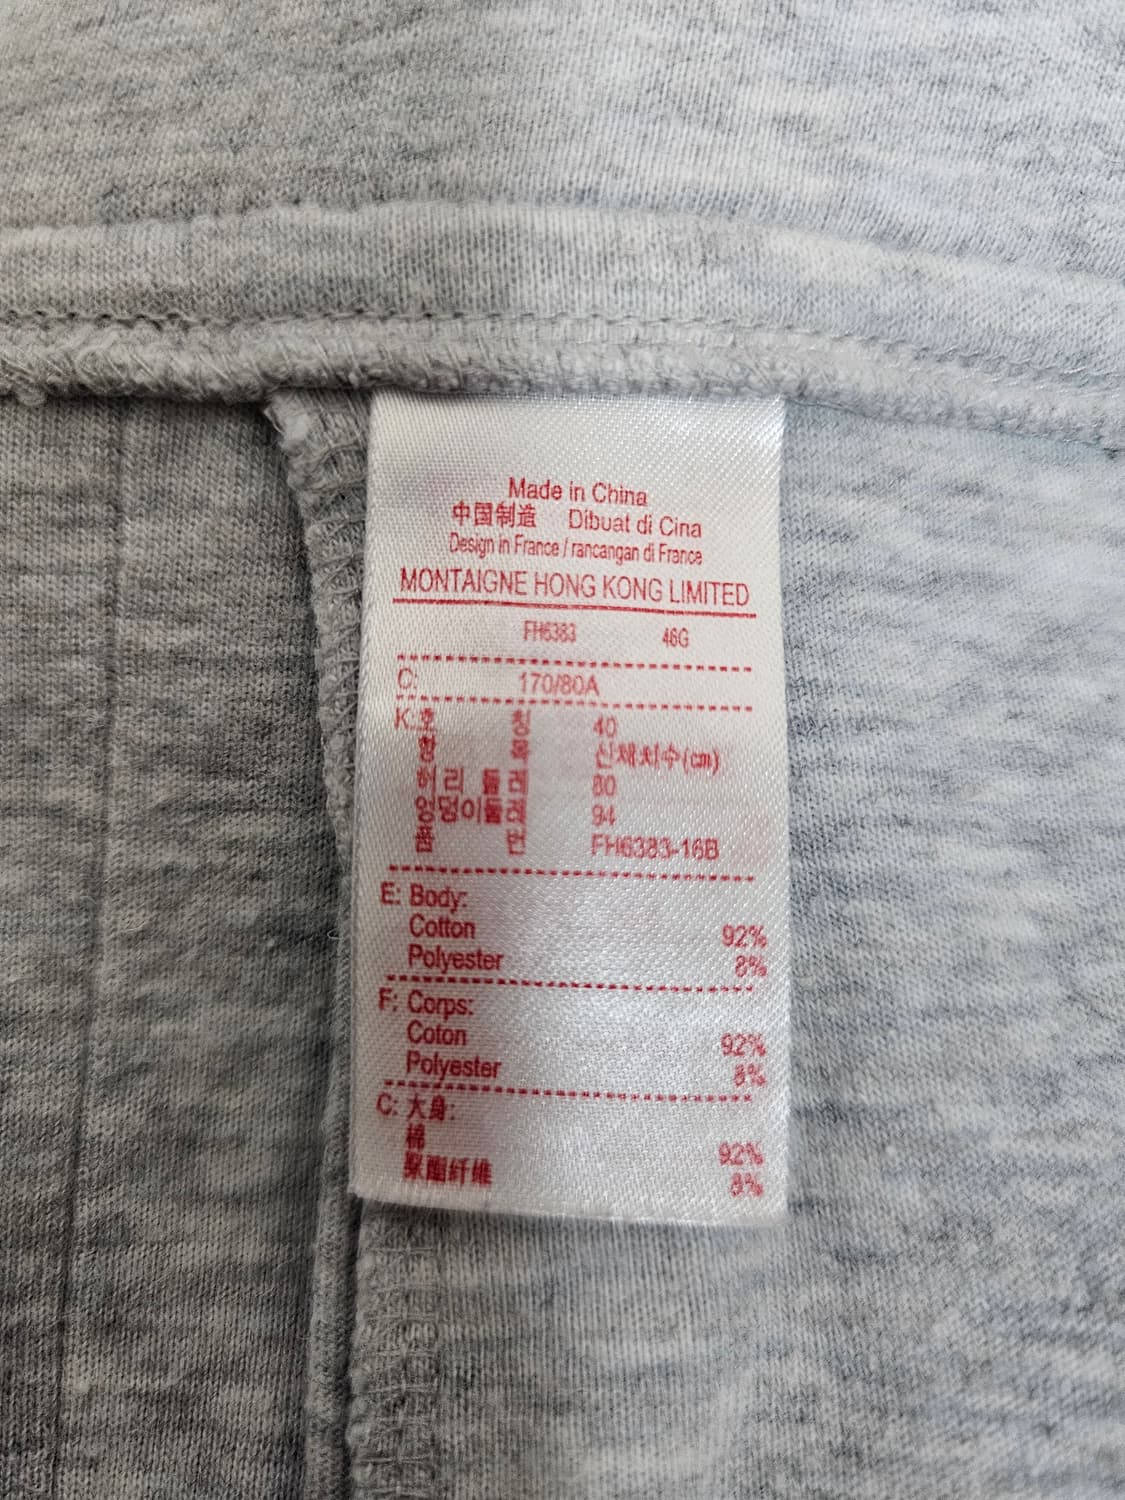 Made in China
中国制造 Dibuat di Cina
Design in France / rancangan di France
MONTAIGNE HONG KONG LIMITED
FH6383 46G
C: 170/80A
K: 호 칭 40
항 목 신체치수(cm)
허리 둘레 80
엉덩이둘레 94
품 번 FH6383-16B
E: Body:
Cotton 92%
Polyester 8%
F: Corps:
Coton 92%
Polyester 8%
C: 大身:
棉 92%
聚酯纤维 8%